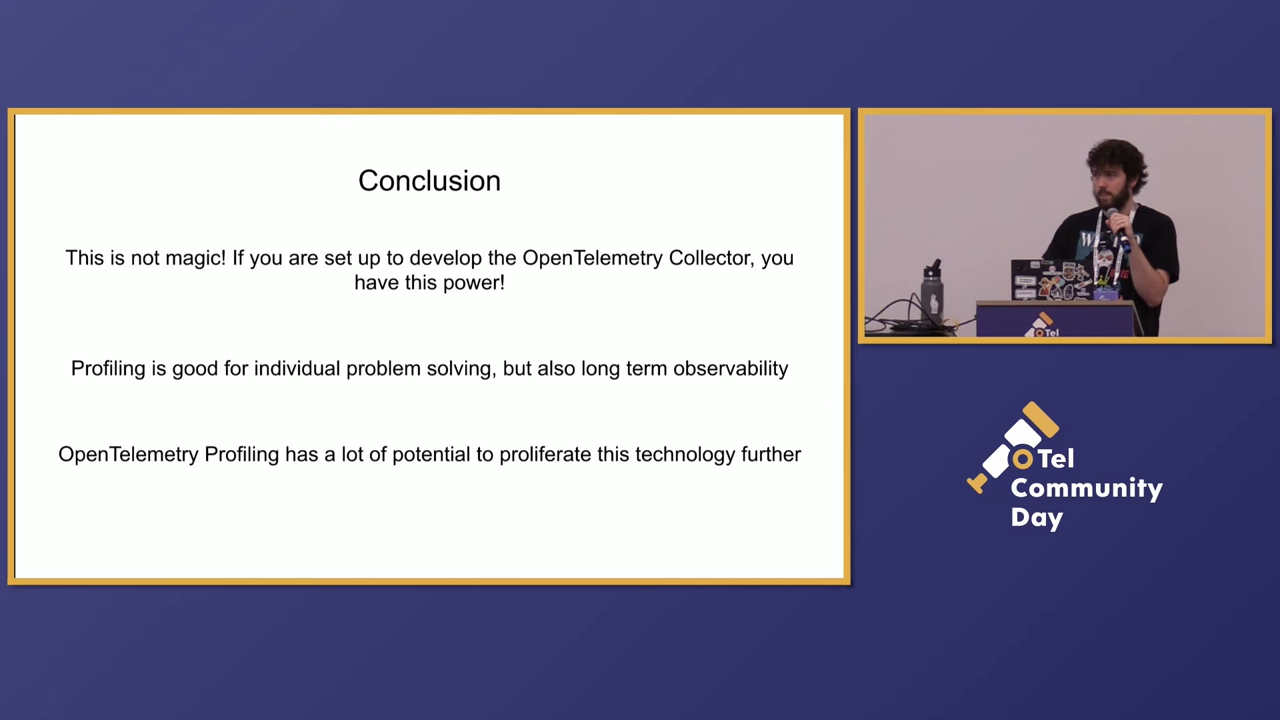 Conclusion
This is not magic! If you are set up to develop the OpenTelemetry Collector, you
have this power!
Profiling is good for individual problem solving, but also long term observability
OpenTelemetry Profiling has a lot of potential to proliferate this technology further
OTel
OTel
Community
Day